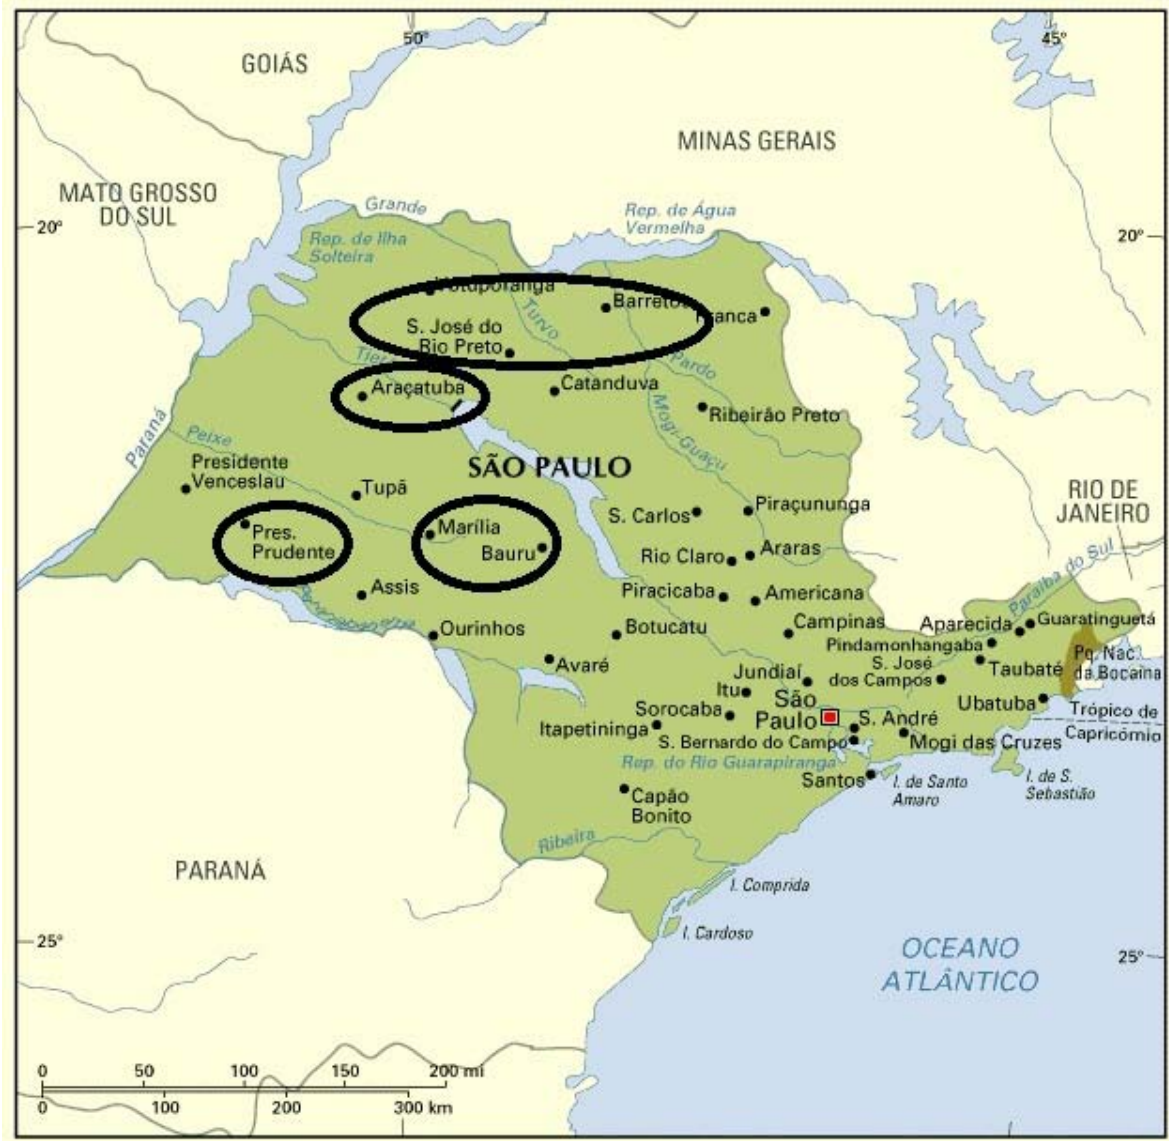 50°
45°
GOIÁS
MINAS GERAIS
MATO GROSSO
DO SUL
Grande
Rep. de Água
Vermelha
20°
20°
Rep. de Ilha
Solteira
Votuporanga
Barretos
Franca
Turvo
S. José do
Rio Preto
Pardo
Araçatuba
Catanduva
Ribeirão Preto
Mogi-Guaçu
Paraná
Peixe
SÃO PAULO
Presidente
Venceslau
Tupã
RIO DE
JANEIRO
Pres.
Prudente
Marília
Bauru
S. Carlos
Piraçununga
Rio Claro
Araras
Paraíba do Sul
Assis
Piracicaba
Americana
Ourinhos
Botucatu
Campinas
Aparecida
Guaratinguetá
Pindamonhangaba
Avaré
Jundiaí
S. José
dos Campos
Taubaté
Pq. Nac.
da Bocaina
Itu
São
Paulo
Ubatuba
Trópico de
Capricómio
Sorocaba
S. André
Itapetininga
S. Bernardo do Campo
Mogi das Cruzes
Rep. do Rio Guarapiranga
Santos
I. de Santo
Amaro
I. de S.
Sebastião
Capão
Bonito
Ribeira
PARANÁ
I. Comprida
I. Cardoso
25°
25°
OCEANO
ATLÂNTICO
0 50 100 150 200 mi
0 100 200 300 km